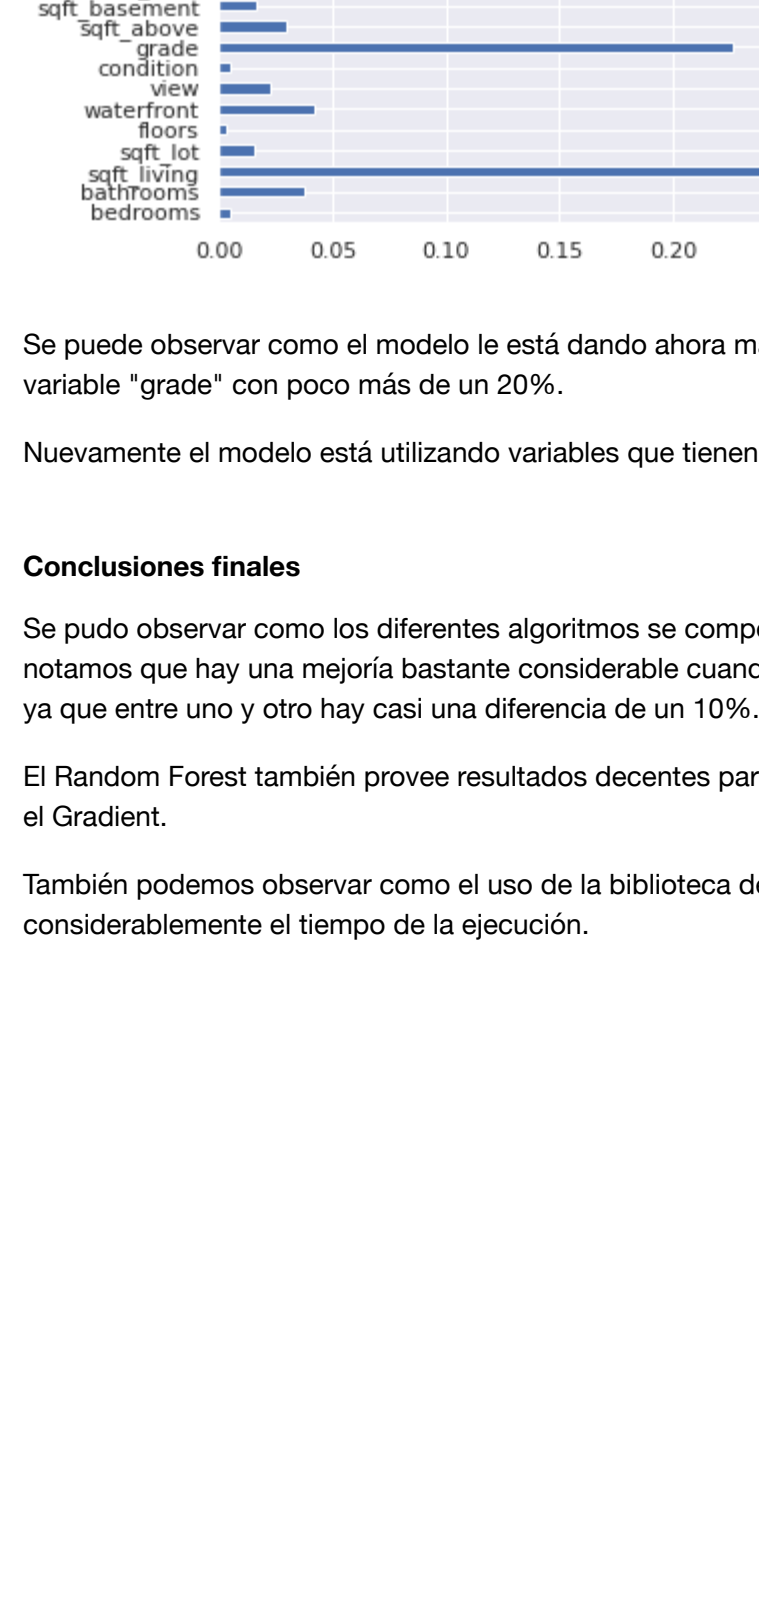 sqft_basement
sqft_above
grade
condition
view
waterfront
floors
sqft_lot
sqft_living
bathrooms
bedrooms
0.00 0.05 0.10 0.15 0.20
Se puede observar como el modelo le está dando ahora
variable "grade" con poco más de un 20%.
Nuevamente el modelo está utilizando variables que tienen
Conclusiones finales
Se pudo observar como los diferentes algoritmos se
notamos que hay una mejoría bastante considerable
ya que entre uno y otro hay casi una diferencia de un 10%.
El Random Forest también provee resultados decentes
el Gradient.
También podemos observar como el uso de la biblioteca
considerablemente el tiempo de la ejecución.